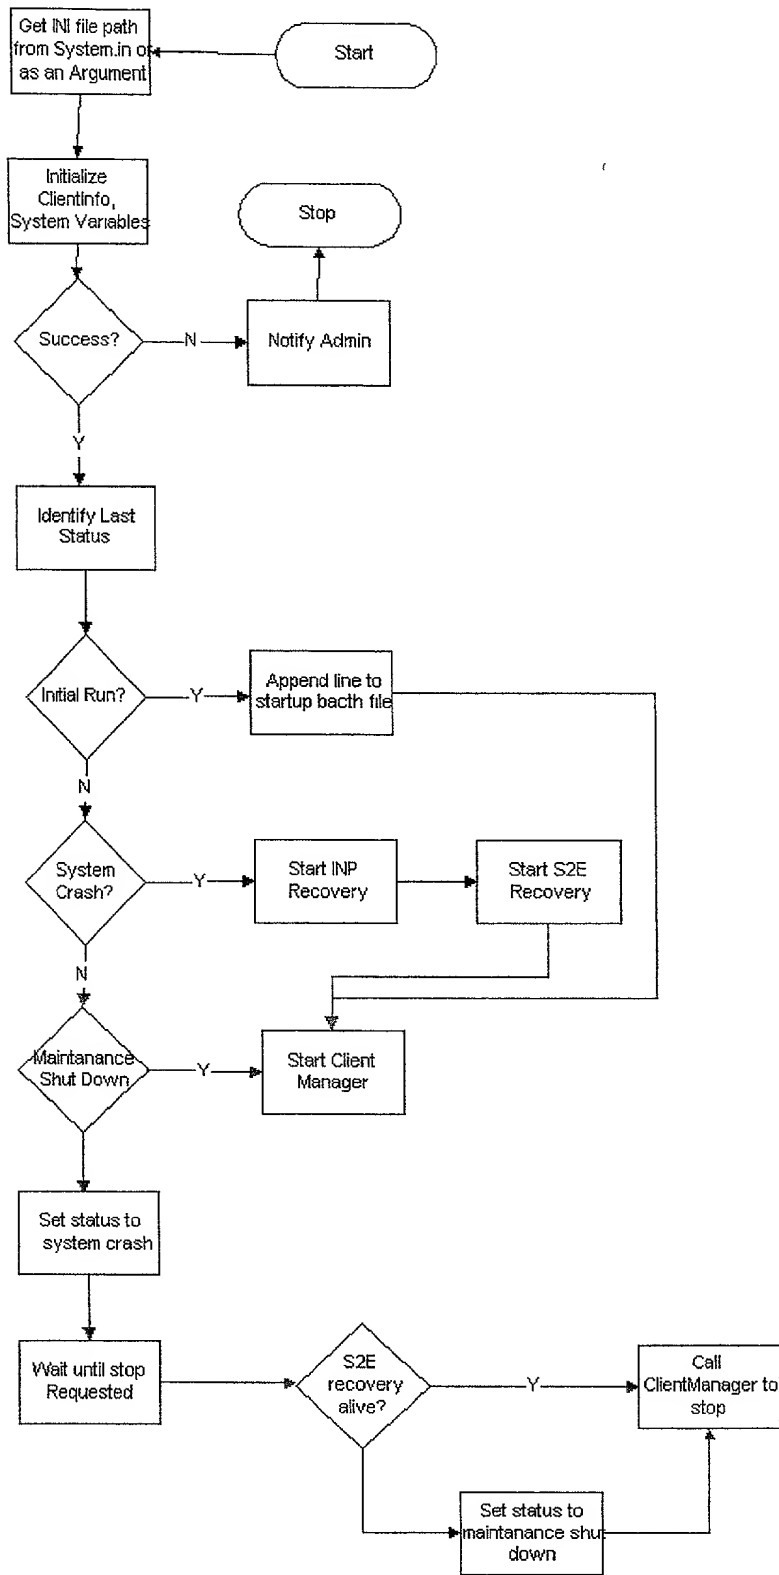 Get INI file path
from System.in or
as an Argument
Start
Initialize
ClientInfo,
System Variables
Stop
Success?
N
Notify Admin
Y
Identify Last
Status
Initial Run?
Y
Append line to
startup bacth file
N
System
Crash?
Y
Start INP
Recovery
Start S2E
Recovery
N
Maintanance
Shut Down
Y
Start Client
Manager
Set status to
system crash
Wait until stop
Requested
S2E
recovery
alive?
Y
Call
ClientManager to
stop
Set status to
maintanance shut
down